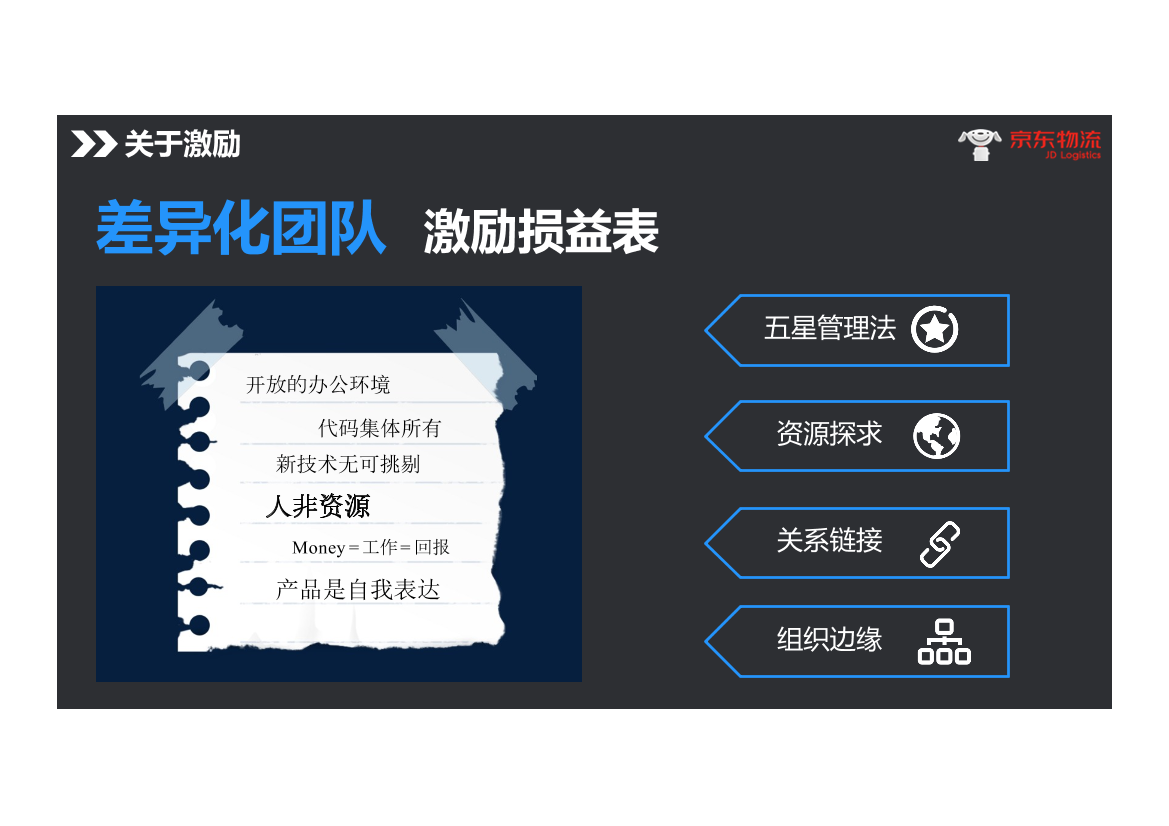 关于激励
京东物流
JD Logistics
差异化团队 激励损益表
开放的办公环境
代码集体所有
新技术无可挑剔
人非资源
Money=工作=回报
产品是自我表达
五星管理法
资源探求
关系链接
组织边缘